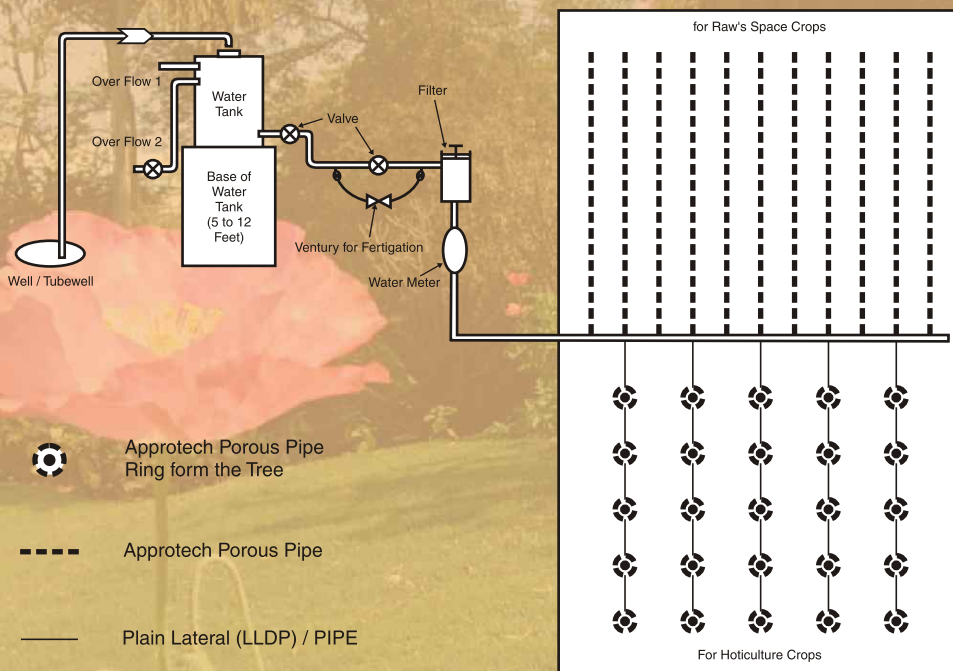 for Raw's Space Crops
Over Flow 1
Water
Tank
Filter
Valve
Over Flow 2
Base of
Water
Tank
(5 to 12
Feet)
Ventury for Fertigation
Well / Tubewell
Water Meter
Approtech Porous Pipe
Ring form the Tree
Approtech Porous Pipe
Plain Lateral (LLDP) / PIPE
For Hoticulture Crops